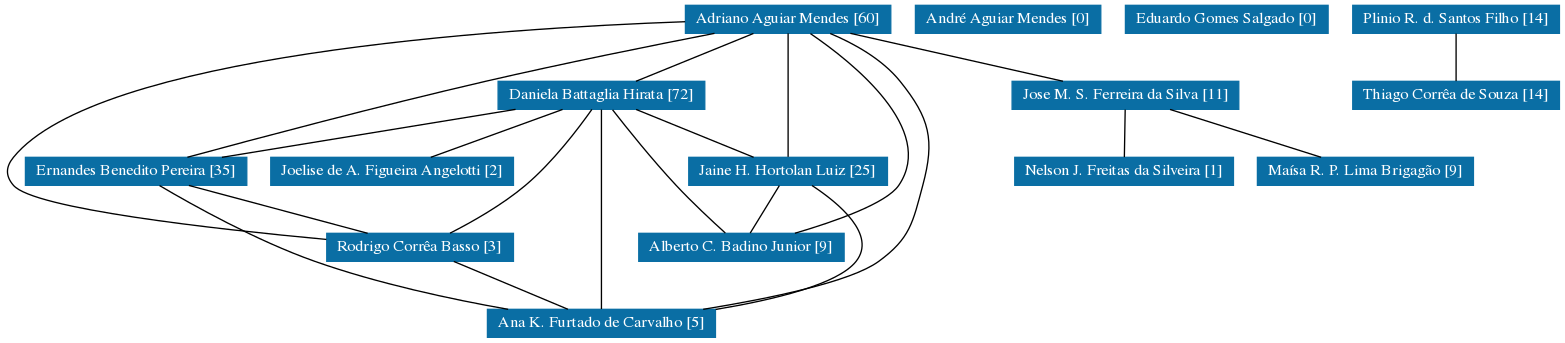 Adriano Aguiar Mendes [60]
André Aguiar Mendes [0]
Eduardo Gomes Salgado [0]
Plinio R. d. Santos Filho [14]
Daniela Battaglia Hirata [72]
Jose M. S. Ferreira da Silva [11]
Thiago Corrêa de Souza [14]
Ernandes Benedito Pereira [35]
Joelise de A. Figueira Angelotti [2]
Jaine H. Hortolan Luiz [25]
Nelson J. Freitas da Silveira [1]
Maísa R. P. Lima Brigagão [9]
Rodrigo Corrêa Basso [3]
Alberto C. Badino Junior [9]
Ana K. Furtado de Carvalho [5]